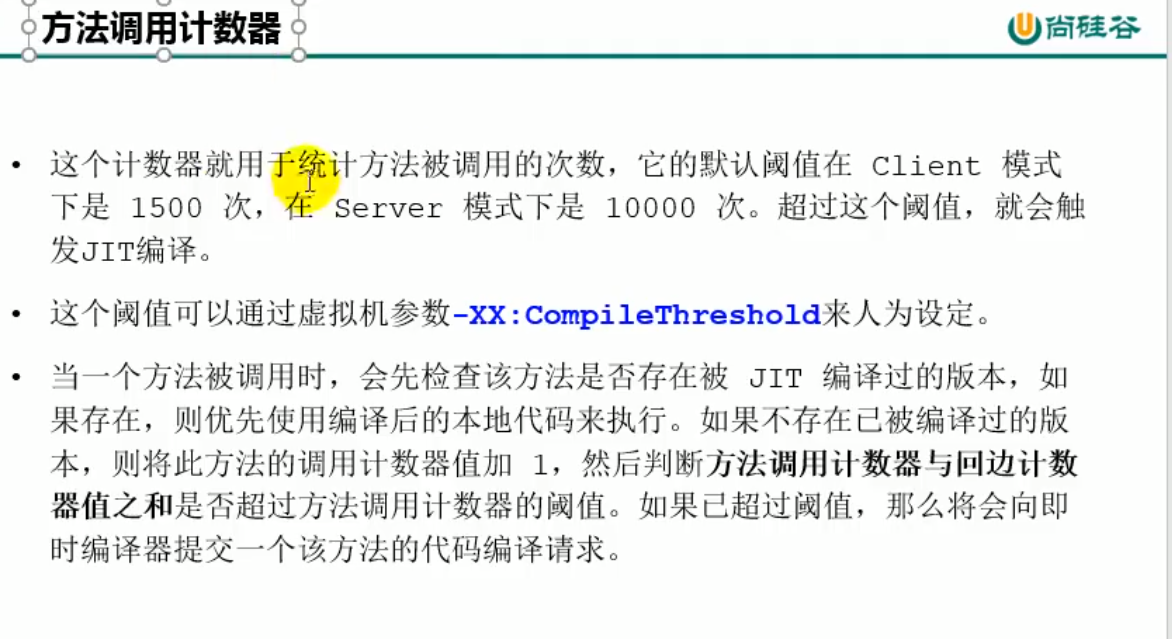 方法调用计数器
尚硅谷
• 这个计数器就用于统计方法被调用的次数，它的默认阈值在 Client 模式
下是 1500 次，在 Server 模式下是 10000 次。超过这个阈值，就会触
发JIT编译。
• 这个阈值可以通过虚拟机参数-XX:CompileThreshold来人为设定。
• 当一个方法被调用时，会先检查该方法是否存在被 JIT 编译过的版本，如
果存在，则优先使用编译后的本地代码来执行。如果不存在已被编译过的版
本，则将此方法的调用计数器值加 1，然后判断方法调用计数器与回边计数
器值之和是否超过方法调用计数器的阈值。如果已超过阈值，那么将会向即
时编译器提交一个该方法的代码编译请求。